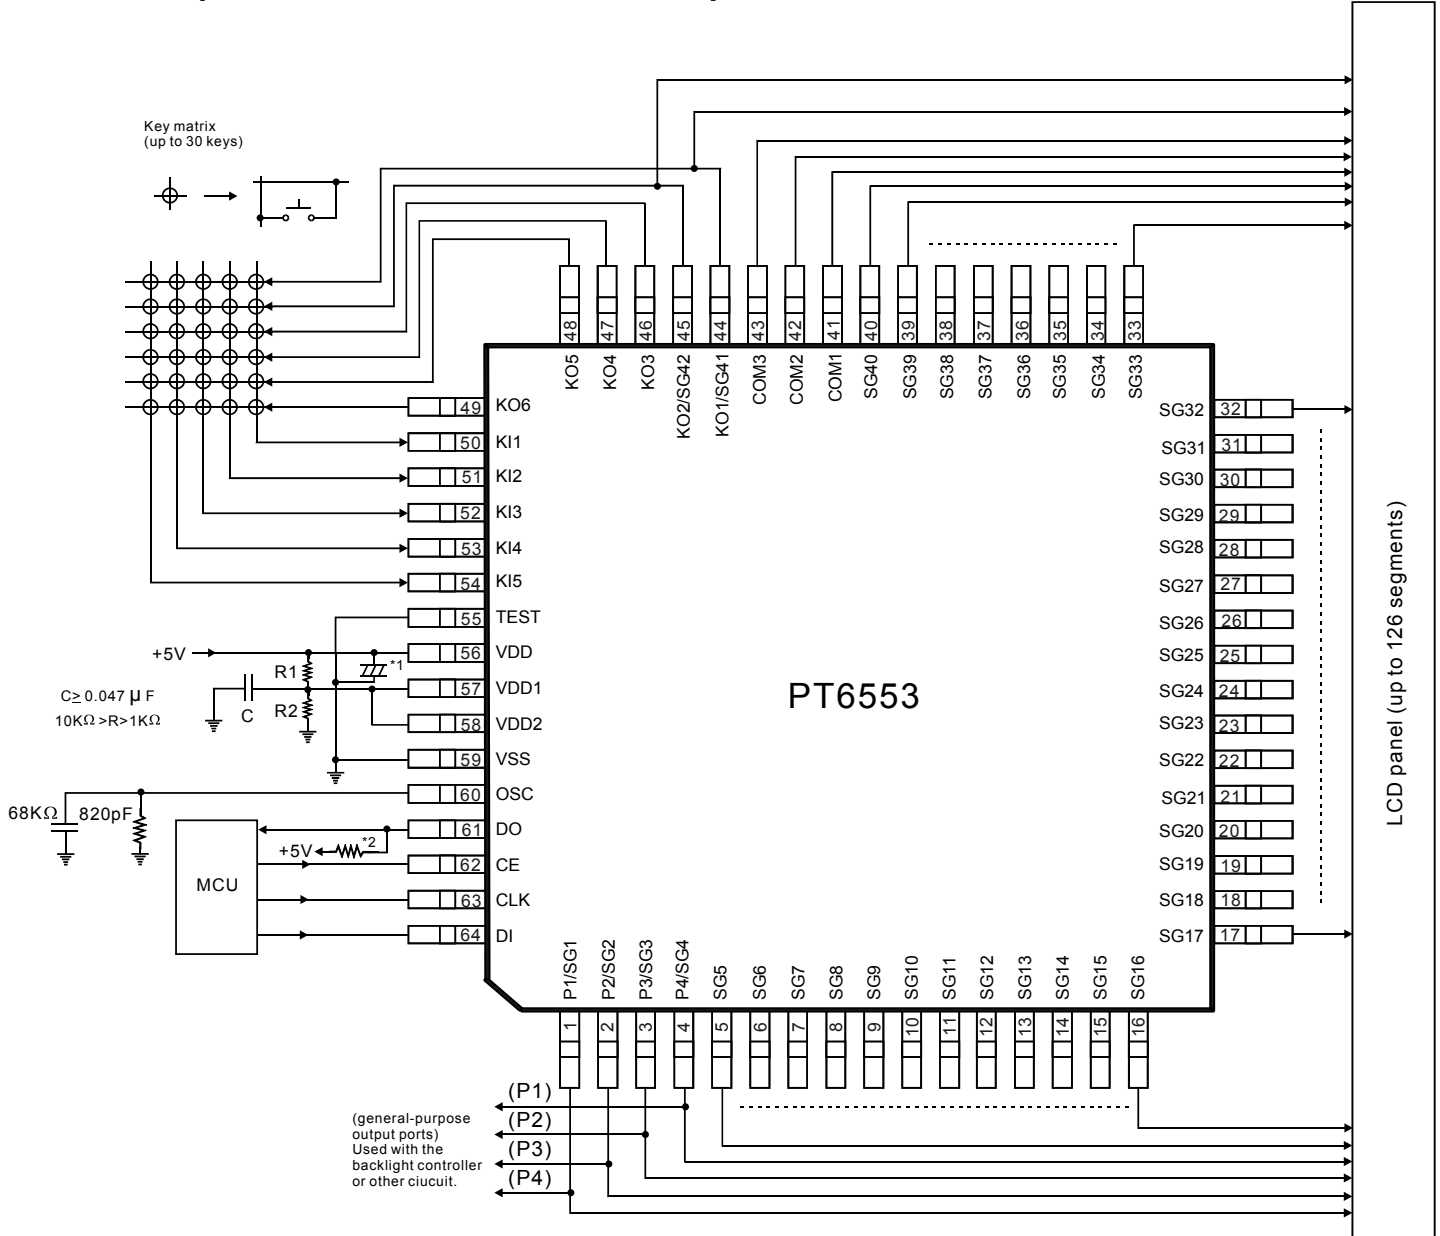 Key matrix
(up to 30 keys)
48 47 46 45 44 43 42 41 40 39 38 37 36 35 34 33
KO5 KO4 KO3 KO2/SG42 KO1/SG41 COM3 COM2 COM1 SG40 SG39 SG38 SG37 SG36 SG35 SG34 SG33
49 KO6
50 KI1
51 KI2
52 KI3
53 KI4
54 KI5
55 TEST
+5V 56 VDD
R1 *1
57 VDD1
C≥ 0.047 μ F
10KΩ >R>1KΩ
C R2
58 VDD2
59 VSS
60 OSC
68KΩ 820pF
61 DO
+5V *2
62 CE
MCU
63 CLK
64 DI
PT6553
SG32 32
SG31 31
SG30 30
SG29 29
SG28 28
SG27 27
SG26 26
SG25 25
SG24 24
SG23 23
SG22 22
SG21 21
SG20 20
SG19 19
SG18 18
SG17 17
LCD panel (up to 126 segments)
P1/SG1 P2/SG2 P3/SG3 P4/SG4 SG5 SG6 SG7 SG8 SG9 SG10 SG11 SG12 SG13 SG14 SG15 SG16
1 2 3 4 5 6 7 8 9 10 11 12 13 14 15 16
(P1)
(P2)
(P3)
(P4)
(general-purpose
output ports)
Used with the
backlight controller
or other ciucuit.